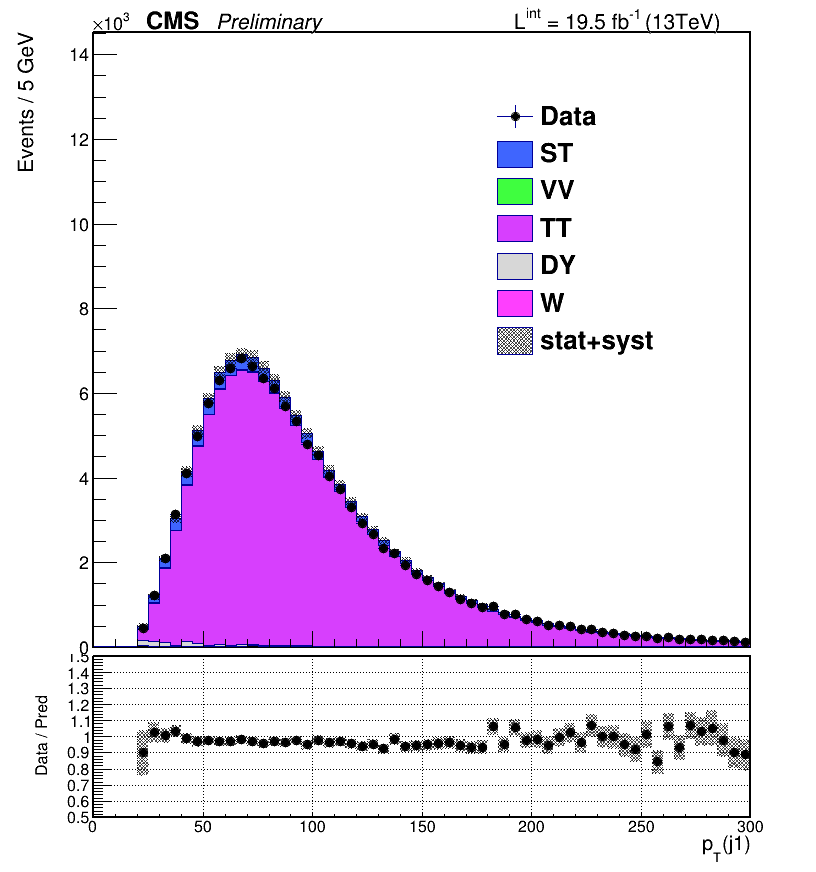 ×10³ CMS Preliminary L^int = 19.5 fb⁻¹ (13TeV)
Events / 5 GeV
14
12
10
8
6
4
2
0
Data
ST
VV
TT
DY
W
stat+syst
Data / Pred
1.5
1.4
1.3
1.2
1.1
1
0.9
0.8
0.7
0.6
0.5
0 50 100 150 200 250 300
p_T(j1)